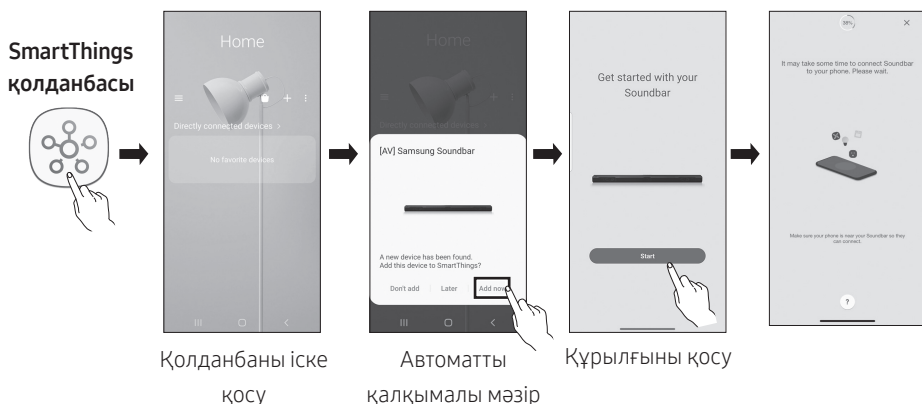 SmartThings
қолданбасы
Home
Directly connected devices >
No favorite devices
Қолданбаны іске
қосу
Home
Directly connected devices >
[AV] Samsung Soundbar
A new device has been found.
Add this device to SmartThings?
Don't add
Later
Add now
Автоматты
қалқымалы мәзір
Get started with your
Soundbar
Start
Құрылғыны қосу
It may take some time to connect Soundbar
to your phone. Please wait.
Make sure your phone is near your Soundbar so they
can connect.
?